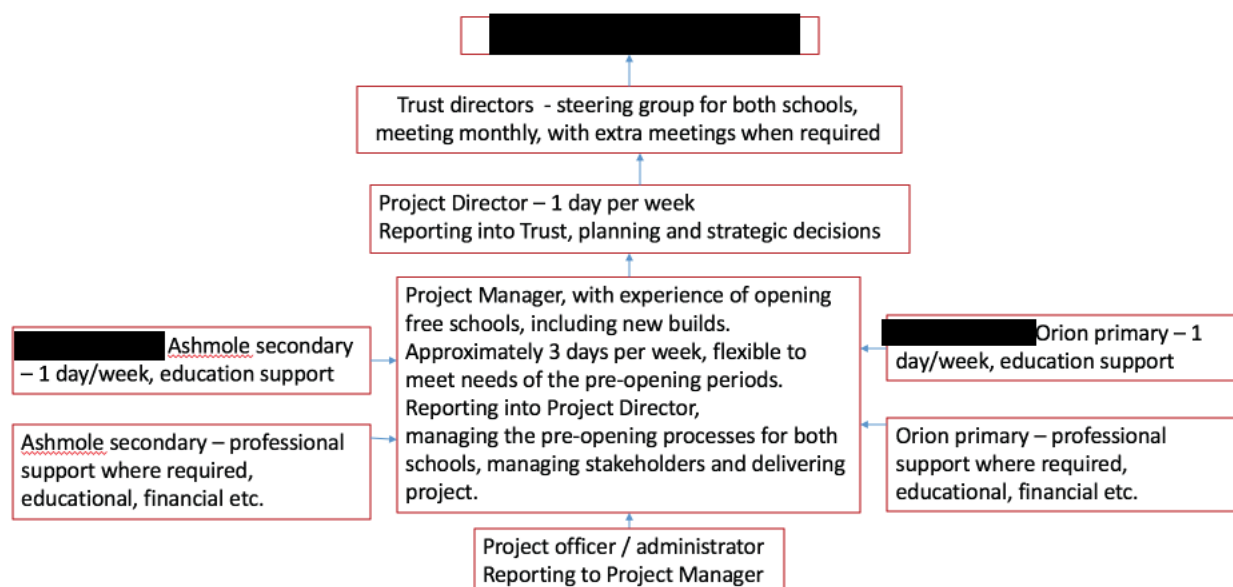 Trust directors  - steering group for both schools,
meeting monthly, with extra meetings when required
Project Director – 1 day per week
Reporting into Trust, planning and strategic decisions
Project Manager, with experience of opening
free schools, including new builds.
Approximately 3 days per week, flexible to
meet needs of the pre-opening periods.
Reporting into Project Director,
managing the pre-opening processes for both
schools, managing stakeholders and delivering
project.
Ashmole secondary
– 1 day/week, education support
Ashmole secondary – professional
support where required,
educational, financial etc.
Orion primary – 1
day/week, education support
Orion primary – professional
support where required,
educational, financial etc.
Project officer / administrator
Reporting to Project Manager